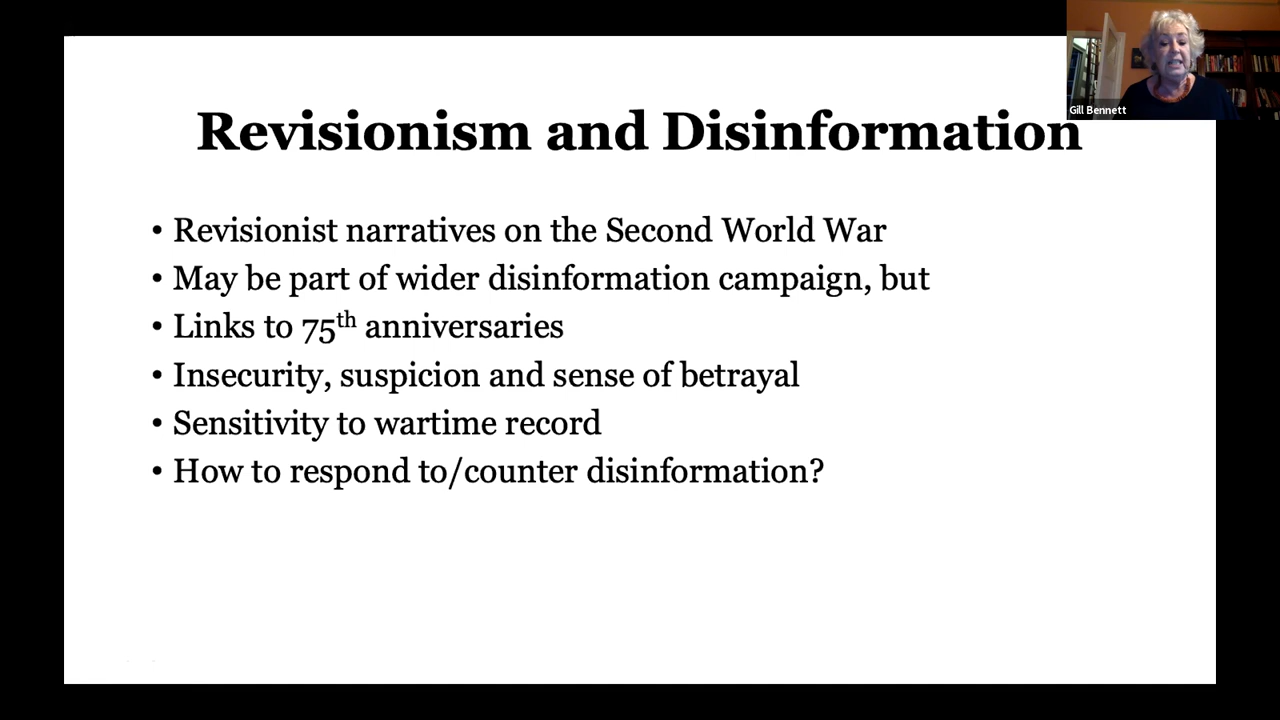 Gill Bennett
Revisionism and Disinformation
• Revisionist narratives on the Second World War
• May be part of wider disinformation campaign, but
• Links to 75th anniversaries
• Insecurity, suspicion and sense of betrayal
• Sensitivity to wartime record
• How to respond to/counter disinformation?